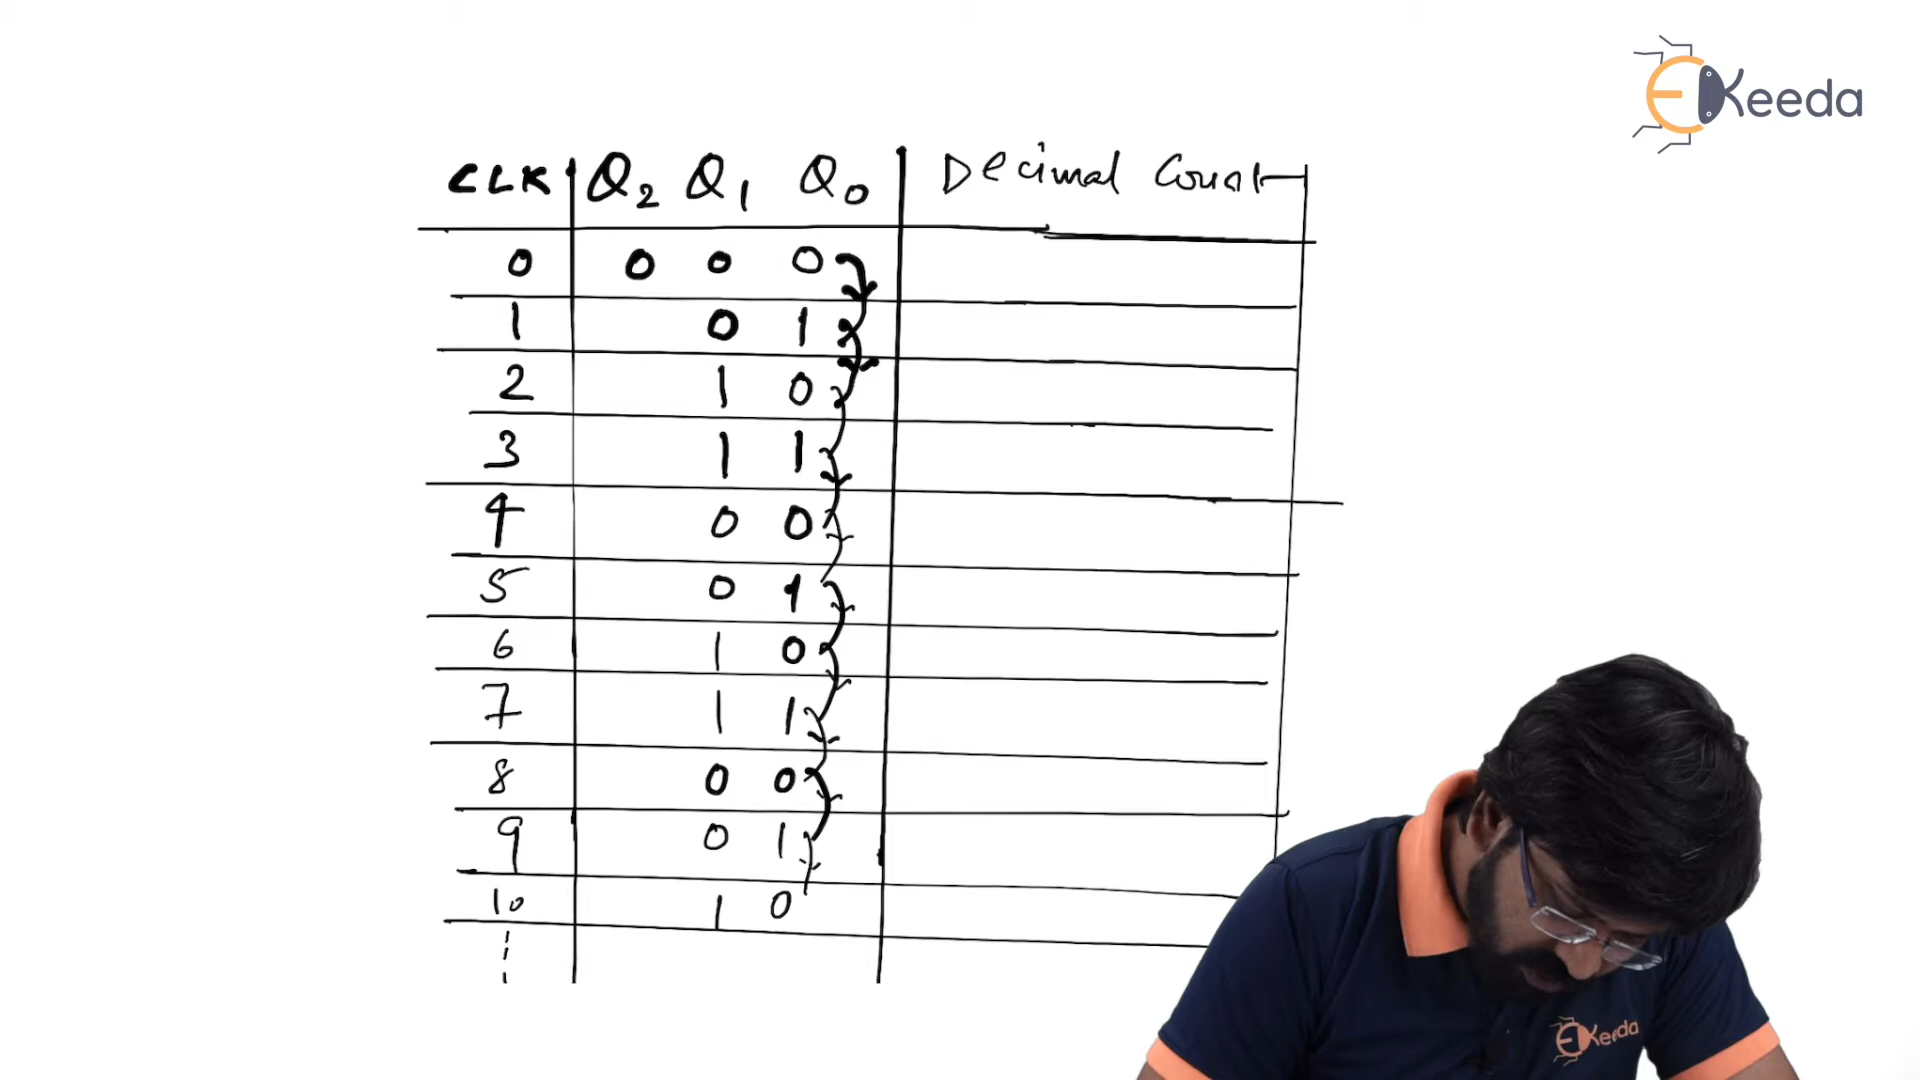 EKeeda
CLK Q2 Q1 Q0 Decimal Count
0 0 0 0
1 0 1
2 1 0
3 1 1
4 0 0
5 0 1
6 1 0
7 1 1
8 0 0
9 0 1
10 1 0
EKeeda